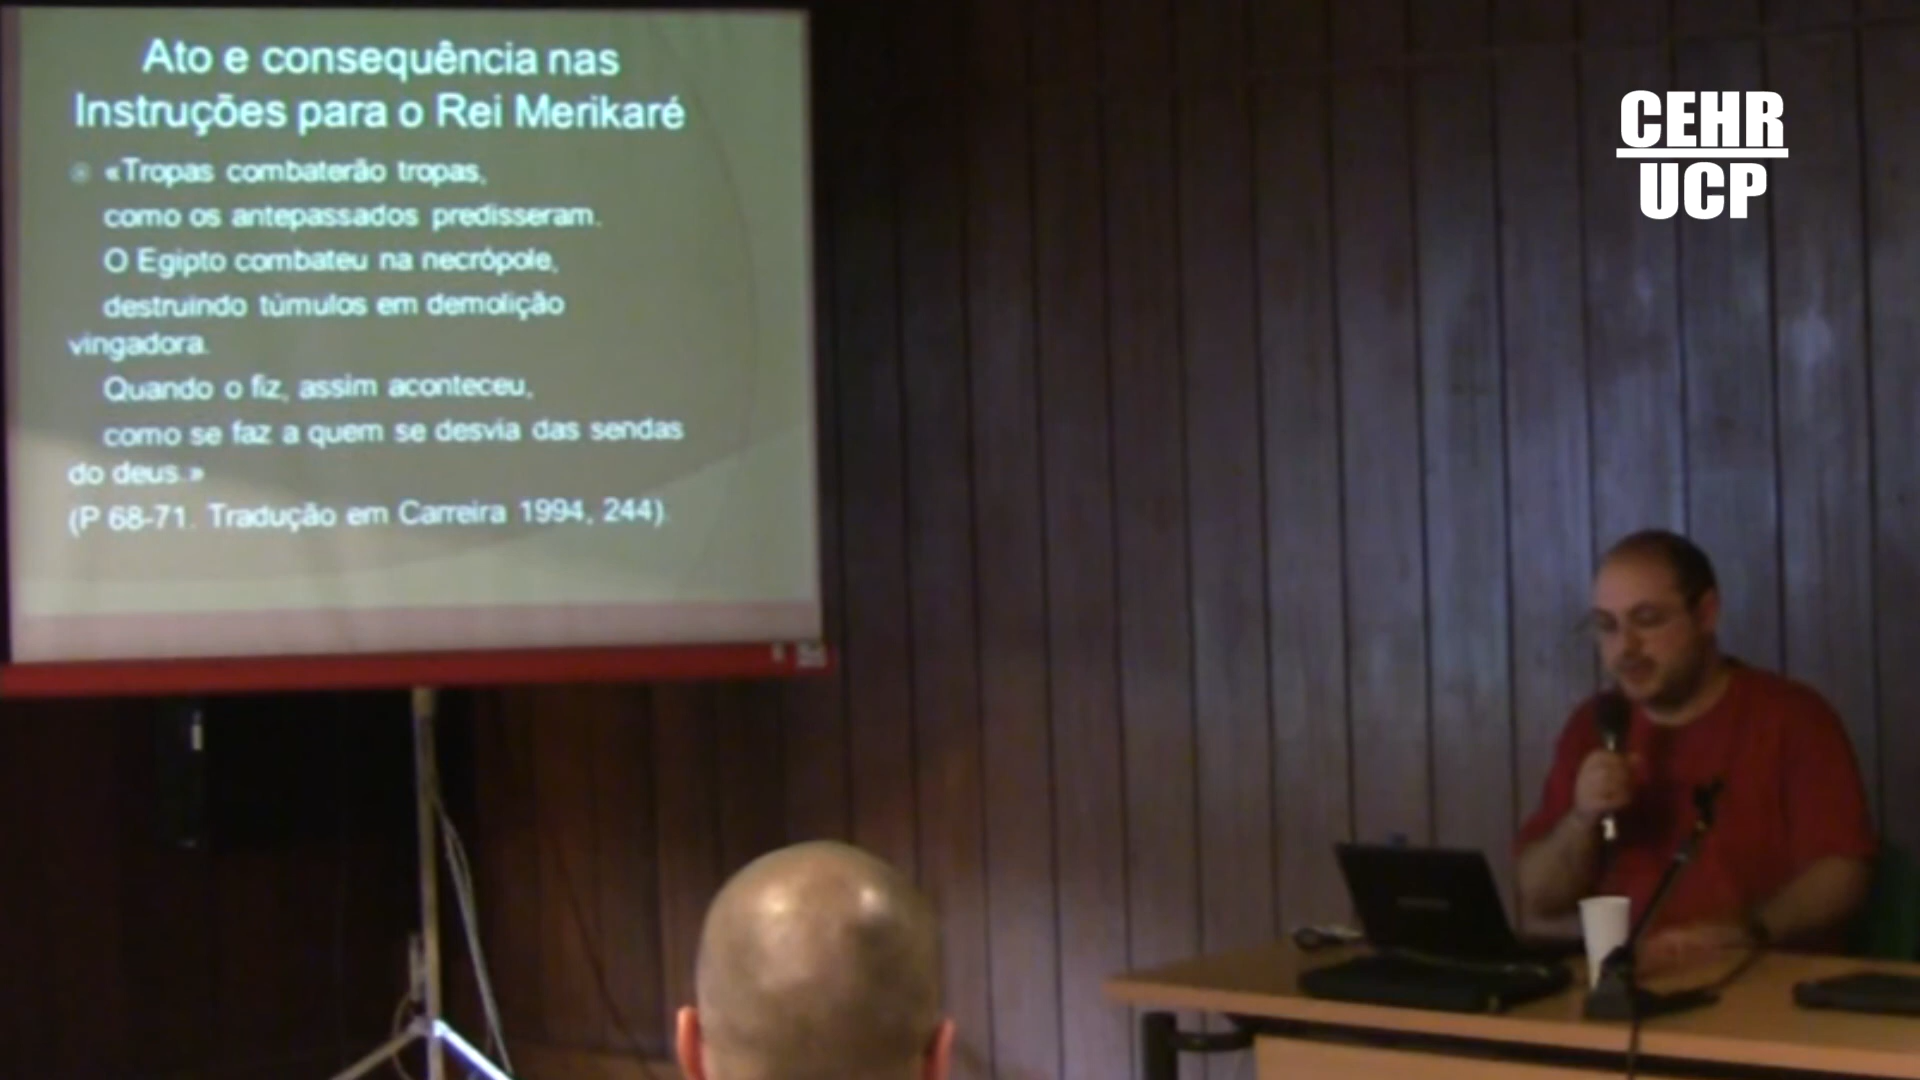 Ato e consequência nas
Instruções para o Rei Merikaré
«Tropas combaterão tropas,
como os antepassados predisseram.
O Egipto combateu na necrópole,
destruindo túmulos em demolição
vingadora.
Quando o fiz, assim aconteceu,
como se faz a quem se desvia das sendas
do deus.»
(P 68-71. Tradução em Carreira 1994, 244).
CEHR
UCP